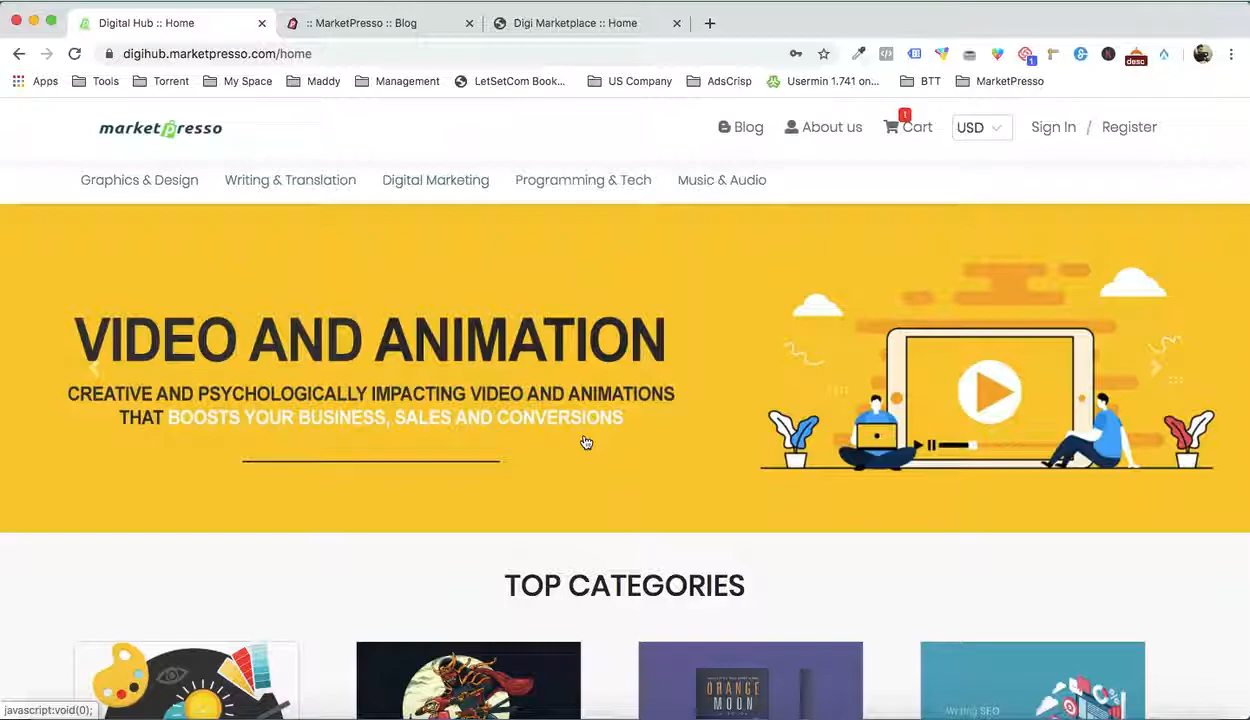 Digital Hub :: Home
:: MarketPresso :: Blog
Digi Marketplace :: Home
digihub.marketpresso.com/home
1
desc
Apps
Tools
Torrent
My Space
Maddy
Management
LetSetCom Book...
US Company
AdsCrisp
Usermin 1.741 on...
BTT
MarketPresso
marketpresso
Blog
About us
Cart
USD
Sign In / Register
Graphics & Design
Writing & Translation
Digital Marketing
Programming & Tech
Music & Audio
VIDEO AND ANIMATION
CREATIVE AND PSYCHOLOGICALLY IMPACTING VIDEO AND ANIMATIONS
THAT BOOSTS YOUR BUSINESS, SALES AND CONVERSIONS
TOP CATEGORIES
ORANGE
MOON
Writing SEO
javascript:void(0);